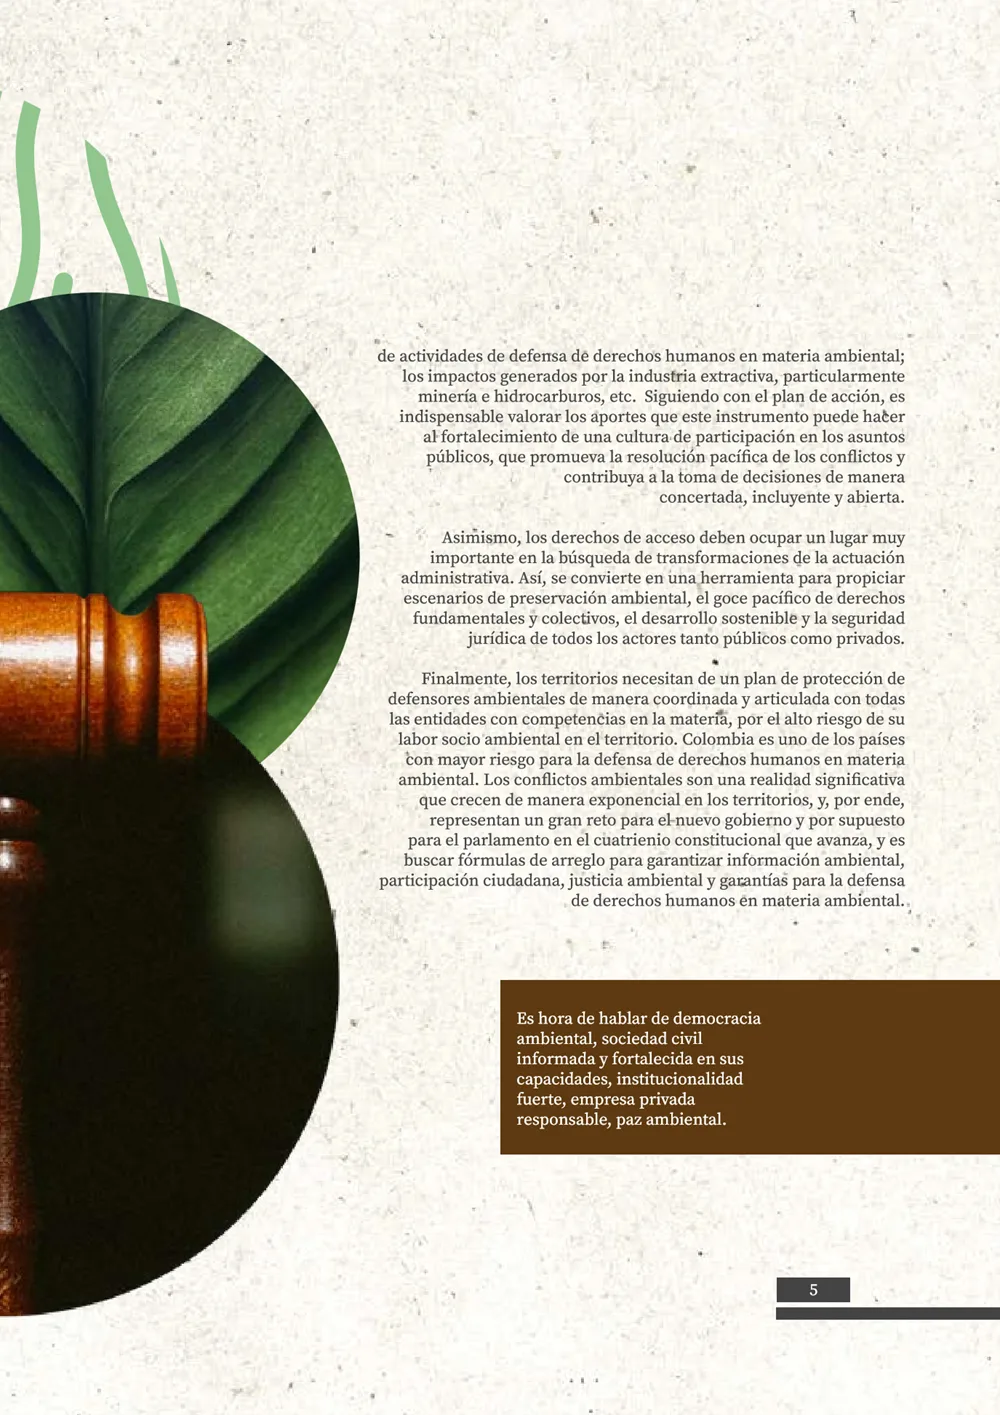 de actividades de defensa de derechos humanos en materia ambiental;
los impactos generados por la industria extractiva, particularmente
minería e hidrocarburos, etc.  Siguiendo con el plan de acción, es
indispensable valorar los aportes que este instrumento puede hacer
al fortalecimiento de una cultura de participación en los asuntos
públicos, que promueva la resolución pacífica de los conflictos y
contribuya a la toma de decisiones de manera
concertada, incluyente y abierta.
Asimismo, los derechos de acceso deben ocupar un lugar muy
importante en la búsqueda de transformaciones de la actuación
administrativa. Así, se convierte en una herramienta para propiciar
escenarios de preservación ambiental, el goce pacífico de derechos
fundamentales y colectivos, el desarrollo sostenible y la seguridad
jurídica de todos los actores tanto públicos como privados.
Finalmente, los territorios necesitan de un plan de protección de
defensores ambientales de manera coordinada y articulada con todas
las entidades con competencias en la materia, por el alto riesgo de su
labor socio ambiental en el territorio. Colombia es uno de los países
con mayor riesgo para la defensa de derechos humanos en materia
ambiental. Los conflictos ambientales son una realidad significativa
que crecen de manera exponencial en los territorios, y, por ende,
representan un gran reto para el nuevo gobierno y por supuesto
para el parlamento en el cuatrienio constitucional que avanza, y es
buscar fórmulas de arreglo para garantizar información ambiental,
participación ciudadana, justicia ambiental y garantías para la defensa
de derechos humanos en materia ambiental.
Es hora de hablar de democracia
ambiental, sociedad civil
informada y fortalecida en sus
capacidades, institucionalidad
fuerte, empresa privada
responsable, paz ambiental.
5